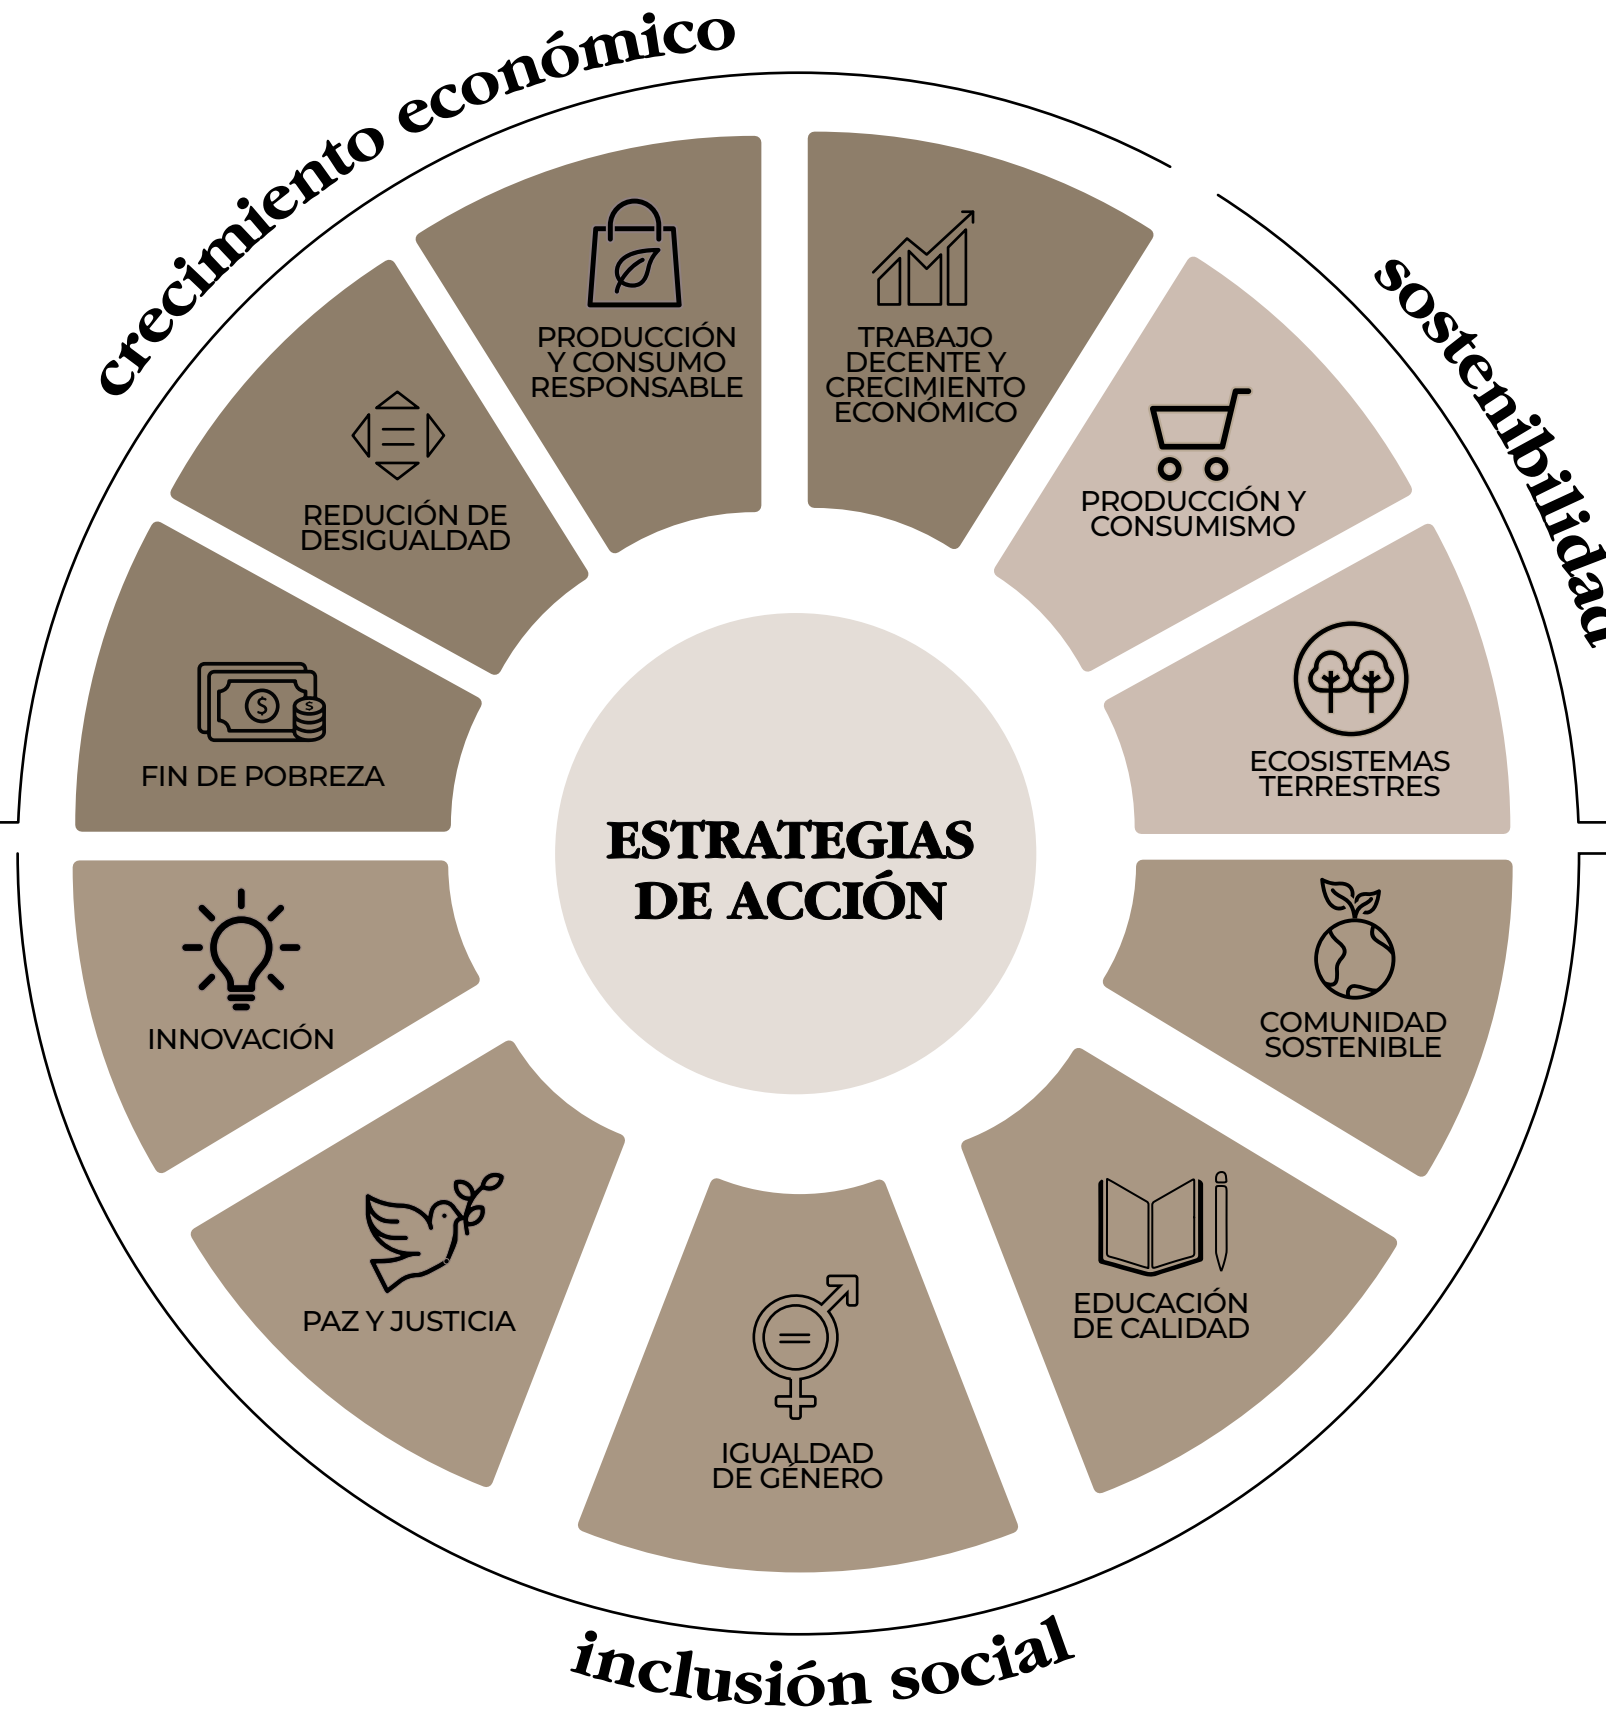 crecimiento económico
sostenibilidad
PRODUCCIÓN
Y CONSUMO
RESPONSABLE
TRABAJO
DECENTE Y
CRECIMIENTO
ECONÓMICO
REDUCIÓN DE
DESIGUALDAD
PRODUCCIÓN Y
CONSUMISMO
FIN DE POBREZA
$
S
ECOSISTEMAS
TERRESTRES
ESTRATEGIAS
DE ACCIÓN
INNOVACIÓN
COMUNIDAD
SOSTENIBLE
PAZ Y JUSTICIA
EDUCACIÓN
DE CALIDAD
IGUALDAD
DE GÉNERO
inclusión social